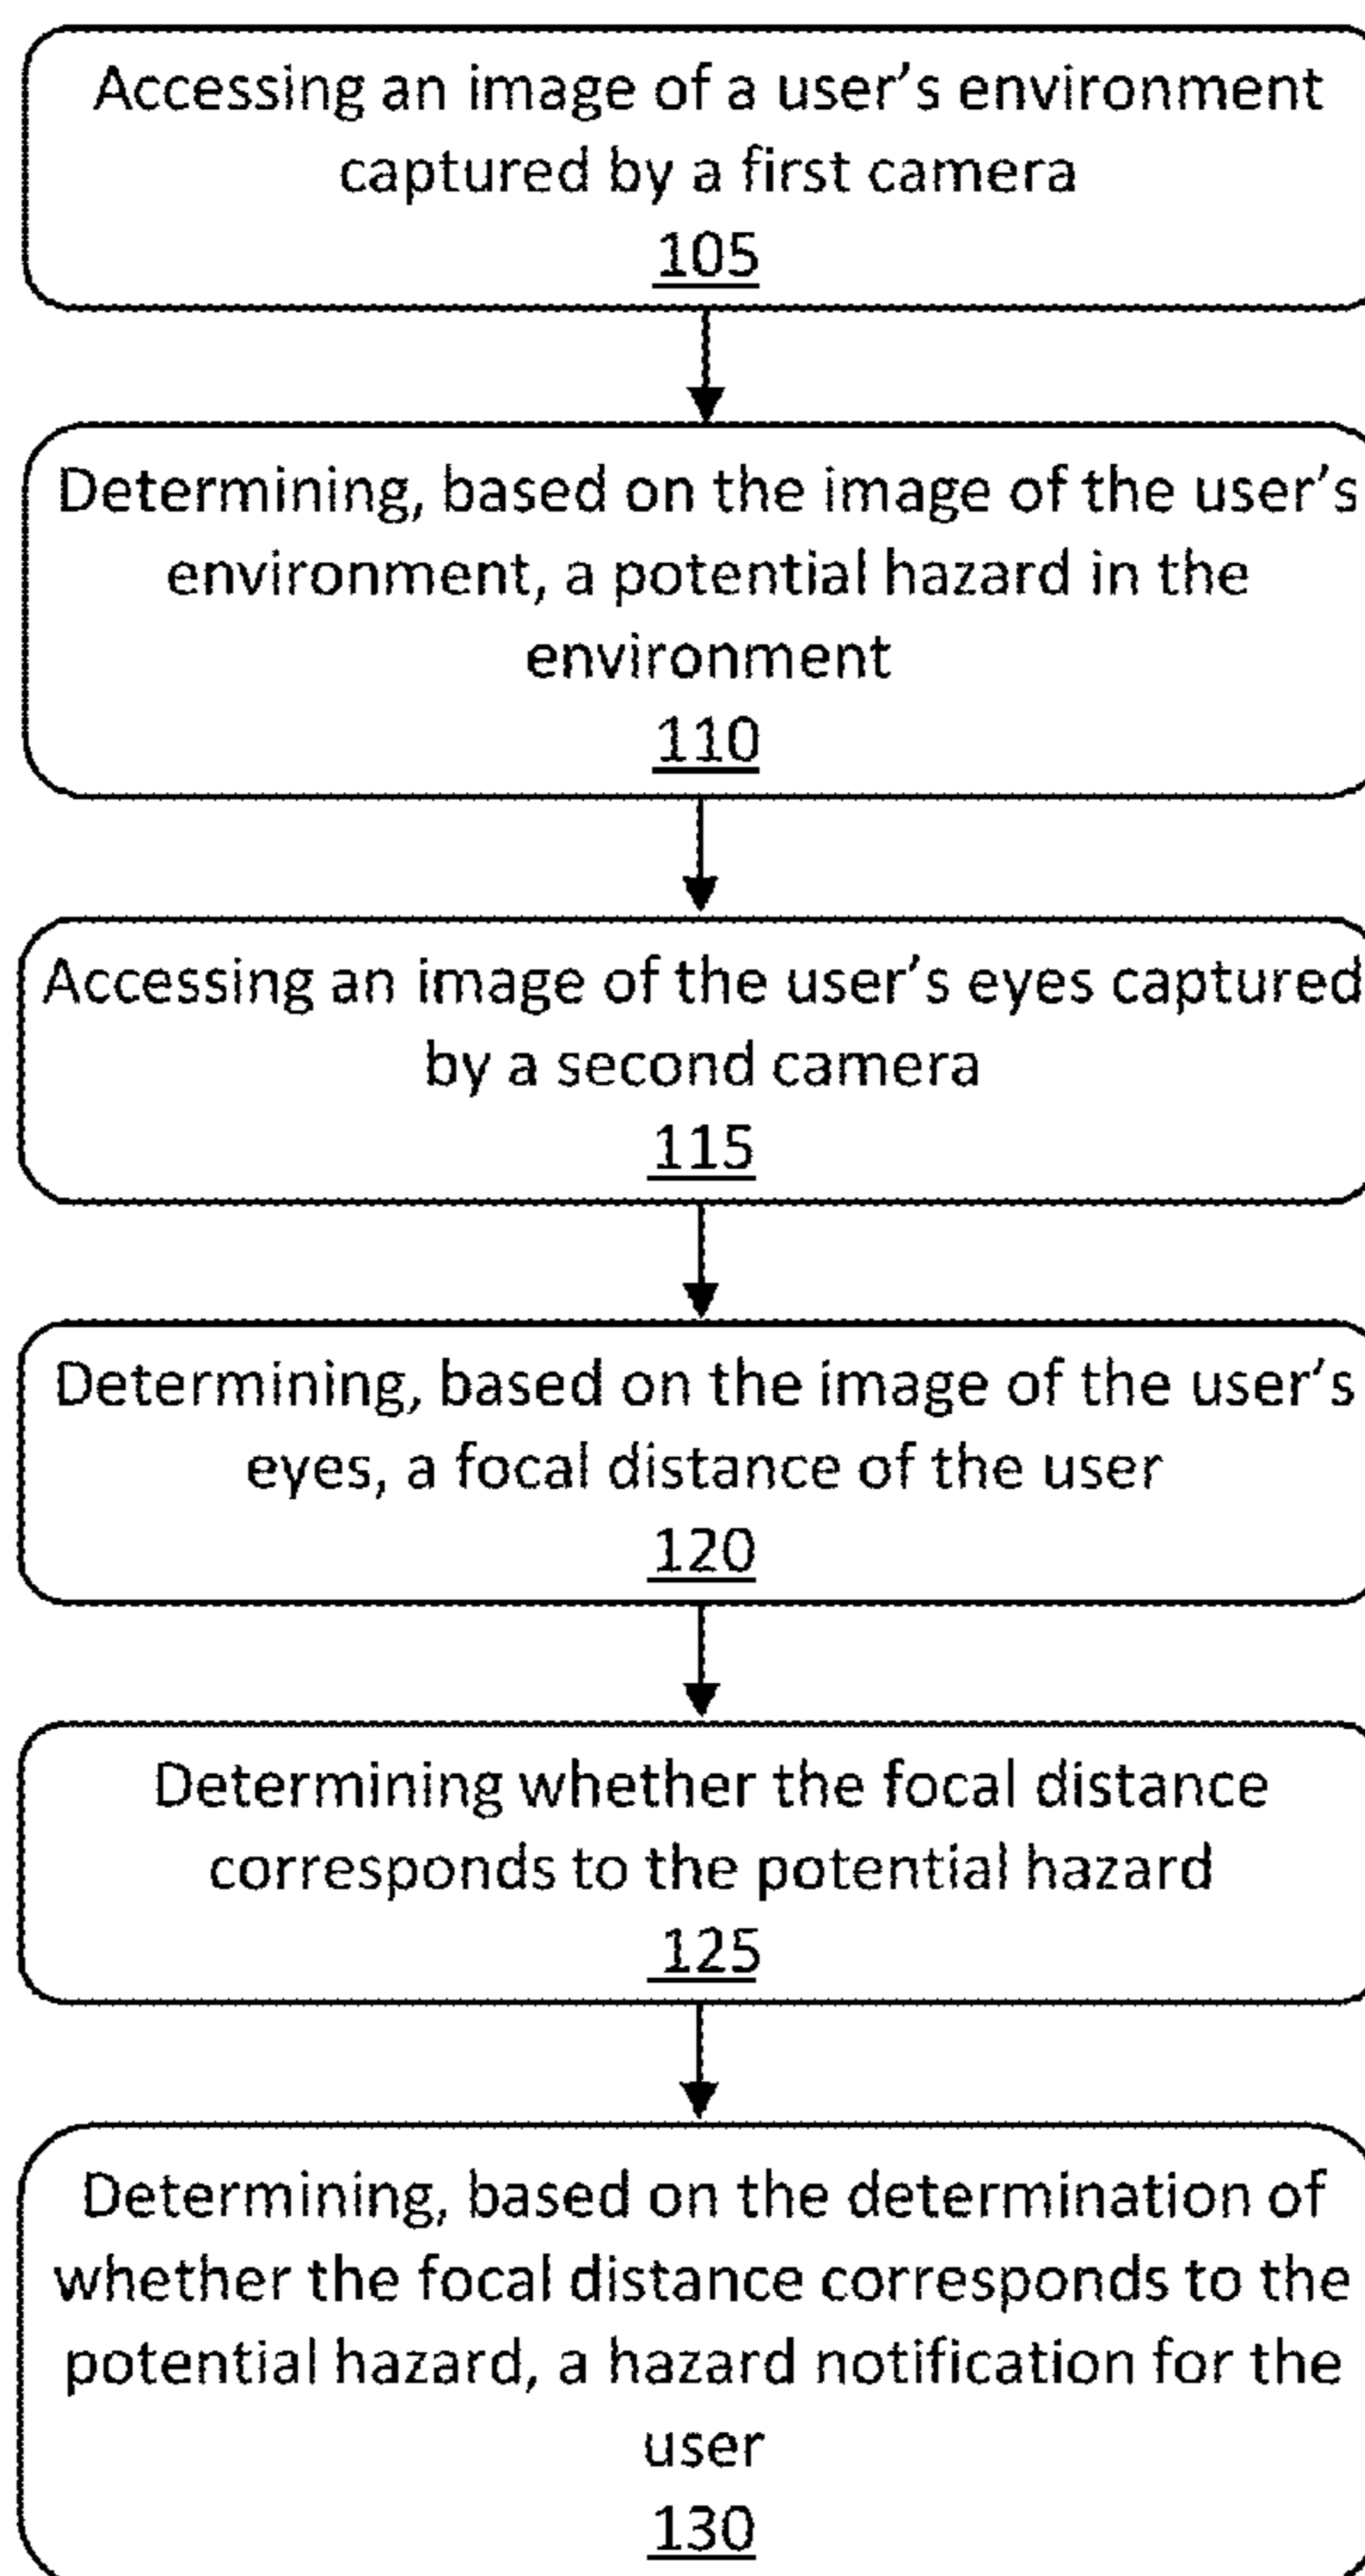 Accessing an image of a user's environment
captured by a first camera
105
Determining, based on the image of the user's
environment, a potential hazard in the
environment
110
Accessing an image of the user's eyes captured
by a second camera
115
Determining, based on the image of the user's
eyes, a focal distance of the user
120
Determining whether the focal distance
corresponds to the potential hazard
125
Determining, based on the determination of
whether the focal distance corresponds to the
potential hazard, a hazard notification for the
user
130